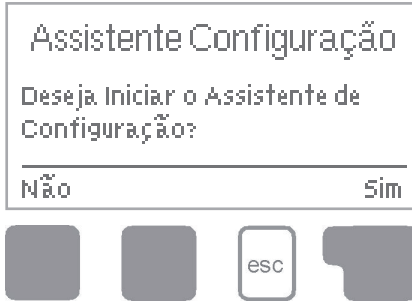 Assistente Configuração
Deseja Iniciar o Assistente de
Configuração?
Não Sim
esc